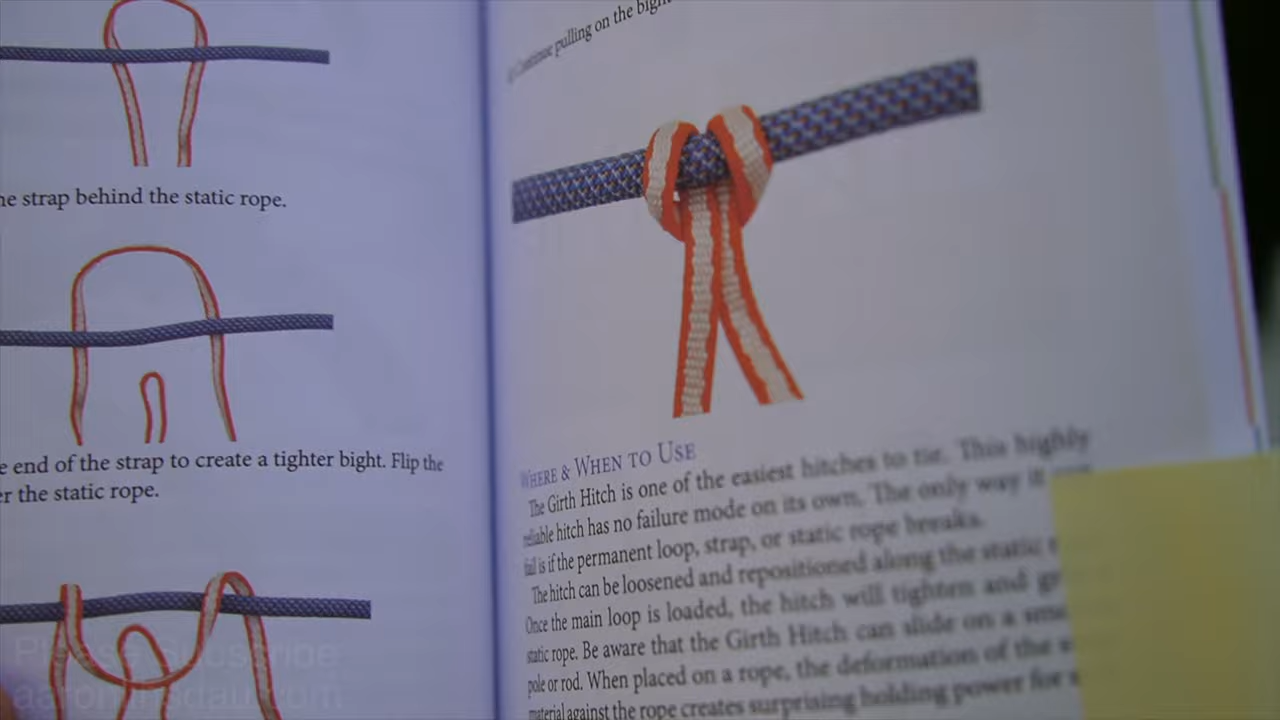 he strap behind the static rope.
e end of the strap to create a tighter bight. Flip the
er the static rope.
Continue pulling on the bight
WHERE & WHEN TO USE
The Girth Hitch is one of the easiest hitches to tie. This highly
reliable hitch has no failure mode on its own. The only way it
fail is if the permanent loop, strap, or static rope breaks.
The hitch can be loosened and repositioned along the static
Once the main loop is loaded, the hitch will tighten and
static rope. Be aware that the Girth Hitch can slide on a
pole or rod. When placed on a rope, the deformation of the
material against the rope creates surprising holding power for
Please Subscribe